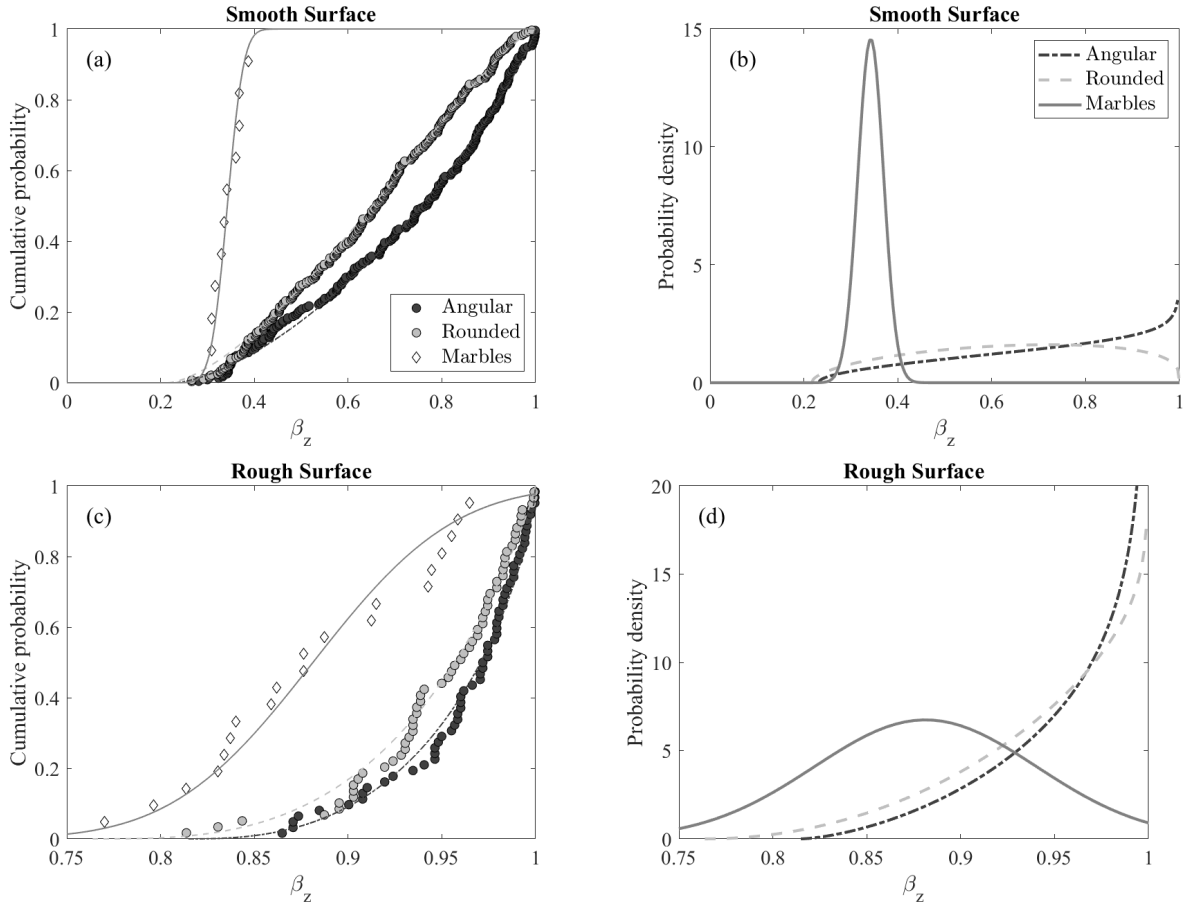 Smooth Surface
(a)
Cumulative probability
1
0.8
0.6
0.4
0.2
0
0 0.2 0.4 0.6 0.8 1
β_z
Angular
Rounded
Marbles
Smooth Surface
(b)
Probability density
15
10
5
0
0 0.2 0.4 0.6 0.8 1
β_z
Angular
Rounded
Marbles
Rough Surface
(c)
Cumulative probability
1
0.8
0.6
0.4
0.2
0
0.75 0.8 0.85 0.9 0.95 1
β_z
Rough Surface
(d)
Probability density
20
15
10
5
0
0.75 0.8 0.85 0.9 0.95 1
β_z